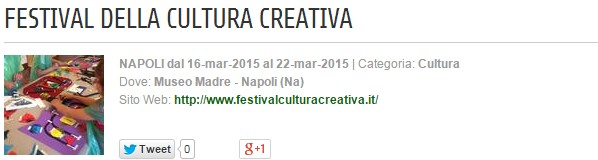 FESTIVAL DELLA CULTURA CREATIVA
NAPOLI dal 16-mar-2015 al 22-mar-2015 | Categoria: Cultura
Dove: Museo Madre - Napoli (Na)
Sito Web: http://www.festivalculturacreativa.it/
Tweet 0 g+1